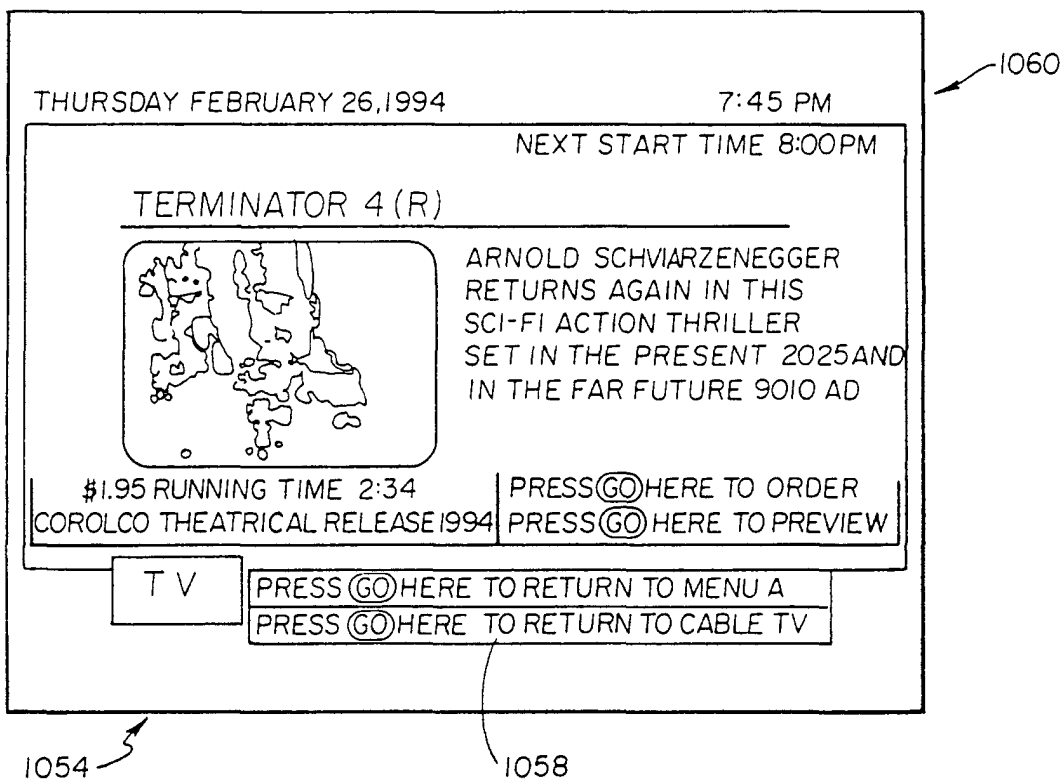 1060
THURSDAY FEBRUARY 26,1994 7:45 PM
NEXT START TIME 8:00PM
TERMINATOR 4 (R)
ARNOLD SCHVIARZENEGGER
RETURNS AGAIN IN THIS
SCI-FI ACTION THRILLER
SET IN THE PRESENT 2025 AND
IN THE FAR FUTURE 9010 AD
$1.95 RUNNING TIME 2:34
COROLCO THEATRICAL RELEASE 1994
PRESS GO HERE TO ORDER
PRESS GO HERE TO PREVIEW
TV
PRESS GO HERE TO RETURN TO MENU A
PRESS GO HERE TO RETURN TO CABLE TV
1054
1058